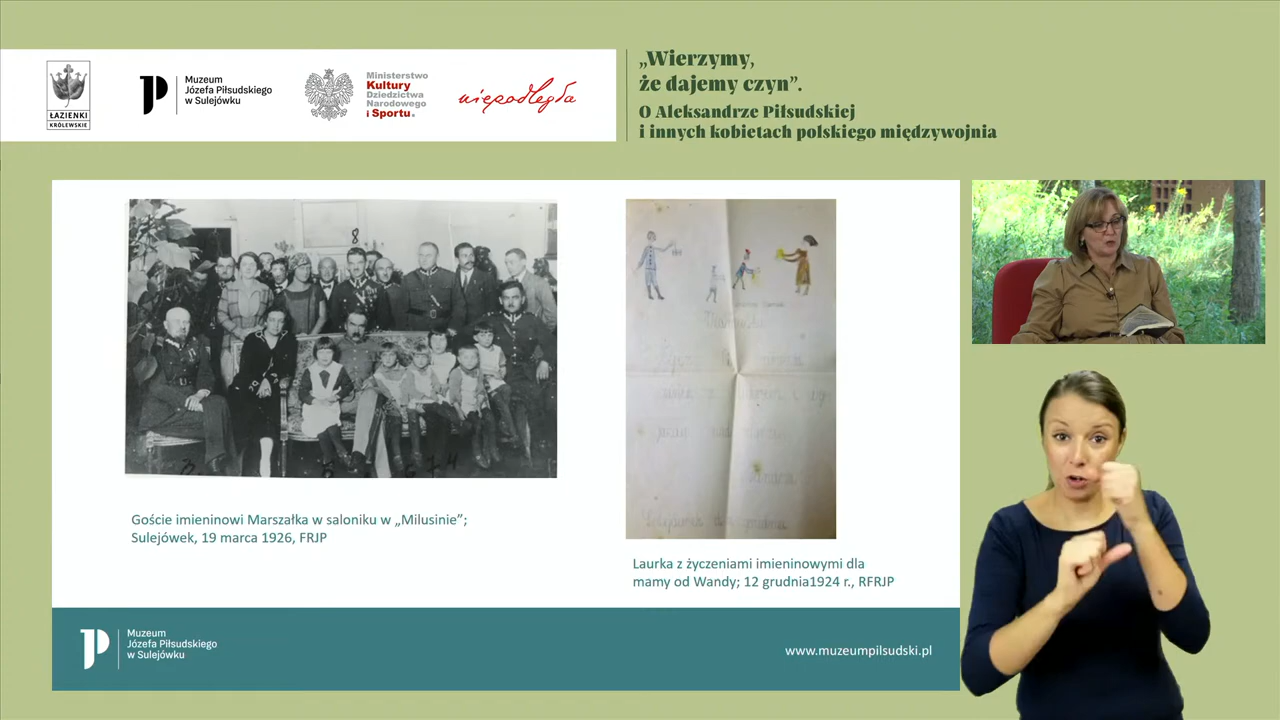 ŁAZIENKI
KRÓLEWSKIE
Muzeum
Józefa Piłsudskiego
w Sulejówku
Ministerstwo
Kultury
Dziedzictwa
Narodowego
i Sportu.
niepodległa
„Wierzymy,
że dajemy czyn”.
O Aleksandrze Piłsudskiej
i innych kobietach polskiego międzywojnia
8
Goście imieninowi Marszałka w saloniku w „Milusinie”;
Sulejówek, 19 marca 1926, FRJP
Laurka z życzeniami imieninowymi dla
mamy od Wandy; 12 grudnia1924 r., RFRJP
Muzeum
Józefa Piłsudskiego
w Sulejówku
www.muzeumpilsudski.pl